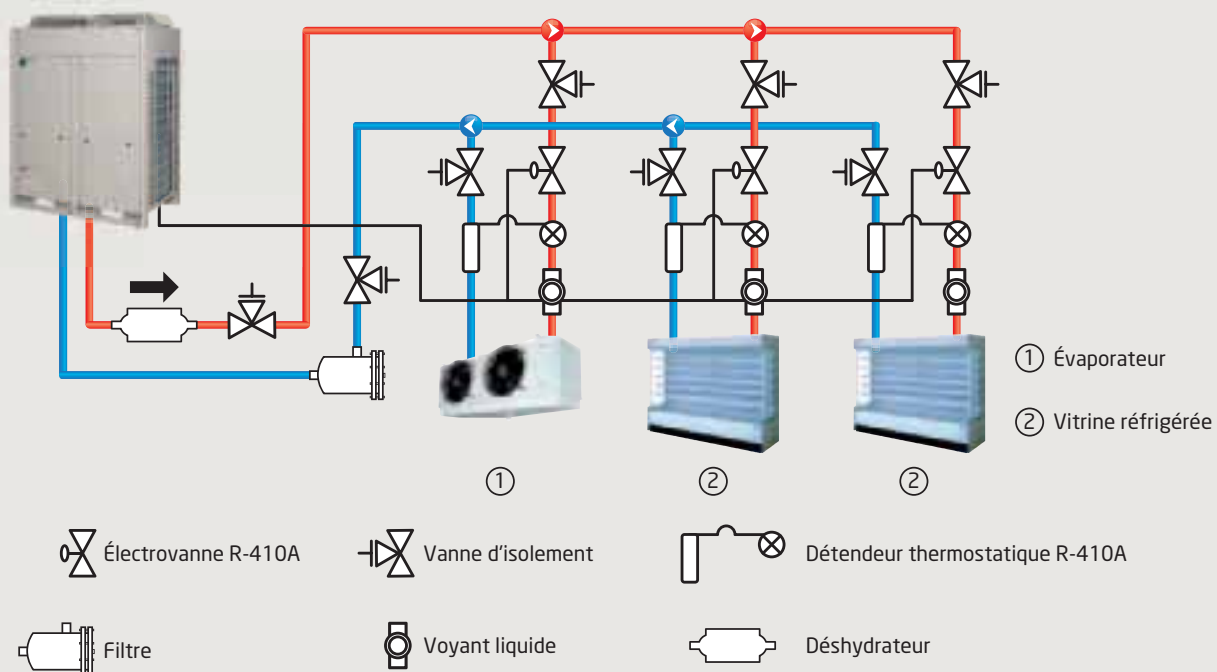 ① Évaporateur
② Vitrine réfrigérée
① ② ②
Électrovanne R-410A
Vanne d'isolement
Détendeur thermostatique R-410A
Filtre
Voyant liquide
Déshydrateur